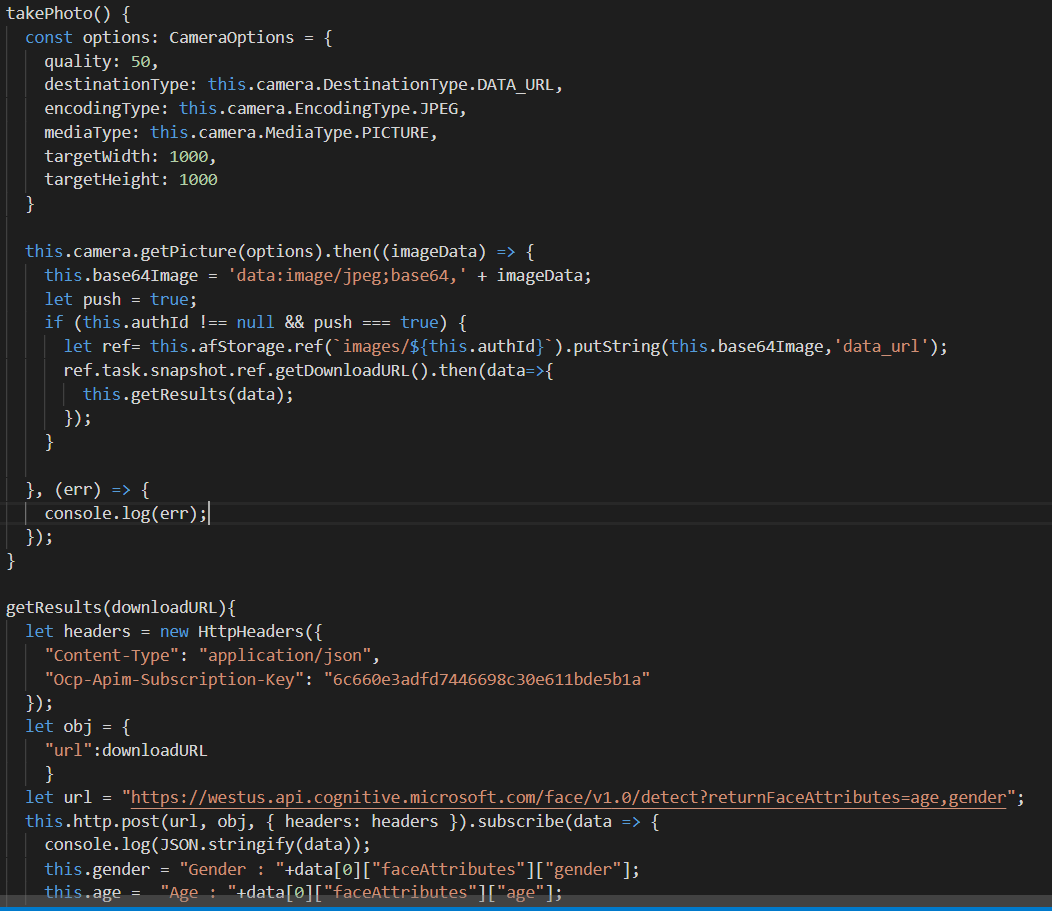 takePhoto() {
const options: CameraOptions = {
quality: 50,
destinationType: this.camera.DestinationType.DATA_URL,
encodingType: this.camera.EncodingType.JPEG,
mediaType: this.camera.MediaType.PICTURE,
targetWidth: 1000,
targetHeight: 1000
}
this.camera.getPicture(options).then((imageData) => {
this.base64Image = 'data:image/jpeg;base64,' + imageData;
let push = true;
if (this.authId !== null && push === true) {
let ref= this.afStorage.ref(`images/${this.authId}`).putString(this.base64Image,'data_url');
ref.task.snapshot.ref.getDownloadURL().then(data=>{
this.getResults(data);
});
}
}, (err) => {
console.log(err);
});
}
getResults(downloadURL){
let headers = new HttpHeaders({
"Content-Type": "application/json",
"Ocp-Apim-Subscription-Key": "6c660e3adfd7446698c30e611bde5b1a"
});
let obj = {
"url":downloadURL
}
let url = "https://westus.api.cognitive.microsoft.com/face/v1.0/detect?returnFaceAttributes=age,gender";
this.http.post(url, obj, { headers: headers }).subscribe(data => {
console.log(JSON.stringify(data));
this.gender = "Gender : "+data[0]["faceAttributes"]["gender"];
this.age =  "Age : "+data[0]["faceAttributes"]["age"];